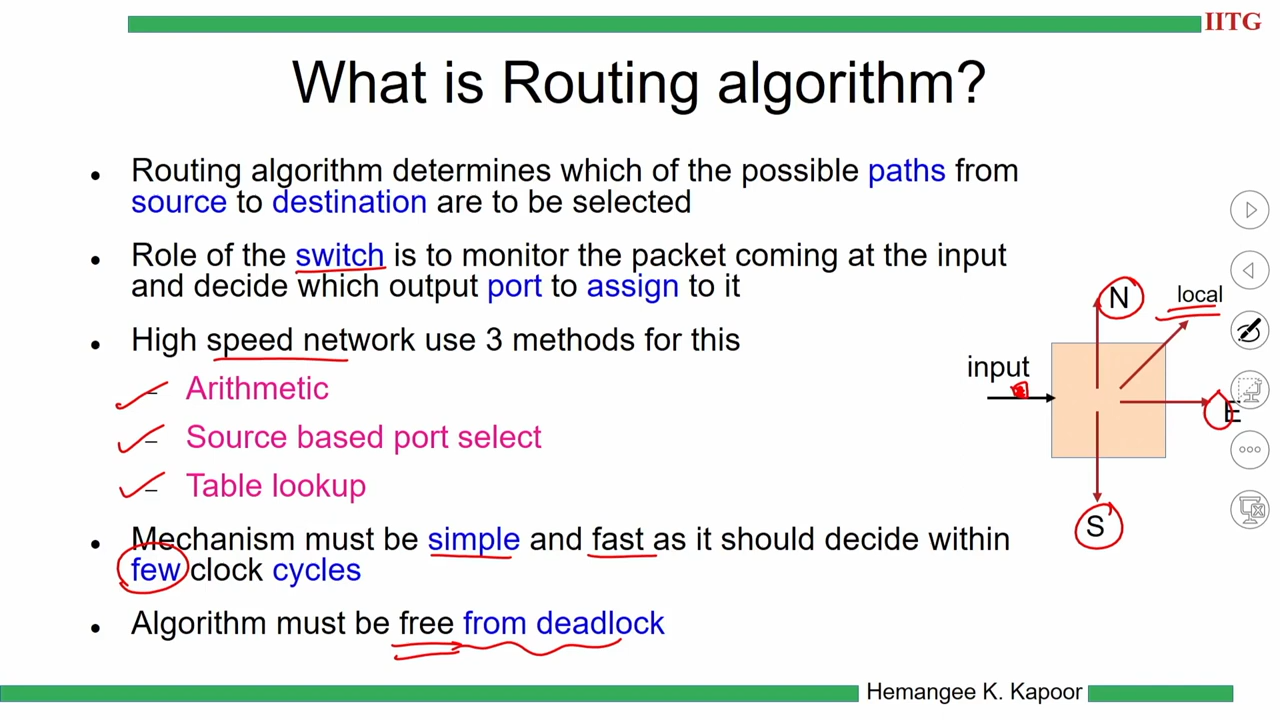 IITG
What is Routing algorithm?
• Routing algorithm determines which of the possible paths from
source to destination are to be selected
• Role of the switch is to monitor the packet coming at the input
and decide which output port to assign to it
• High speed network use 3 methods for this
– Arithmetic
– Source based port select
– Table lookup
• Mechanism must be simple and fast as it should decide within
few clock cycles
• Algorithm must be free from deadlock
N
local
input
E
S
Hemangee K. Kapoor